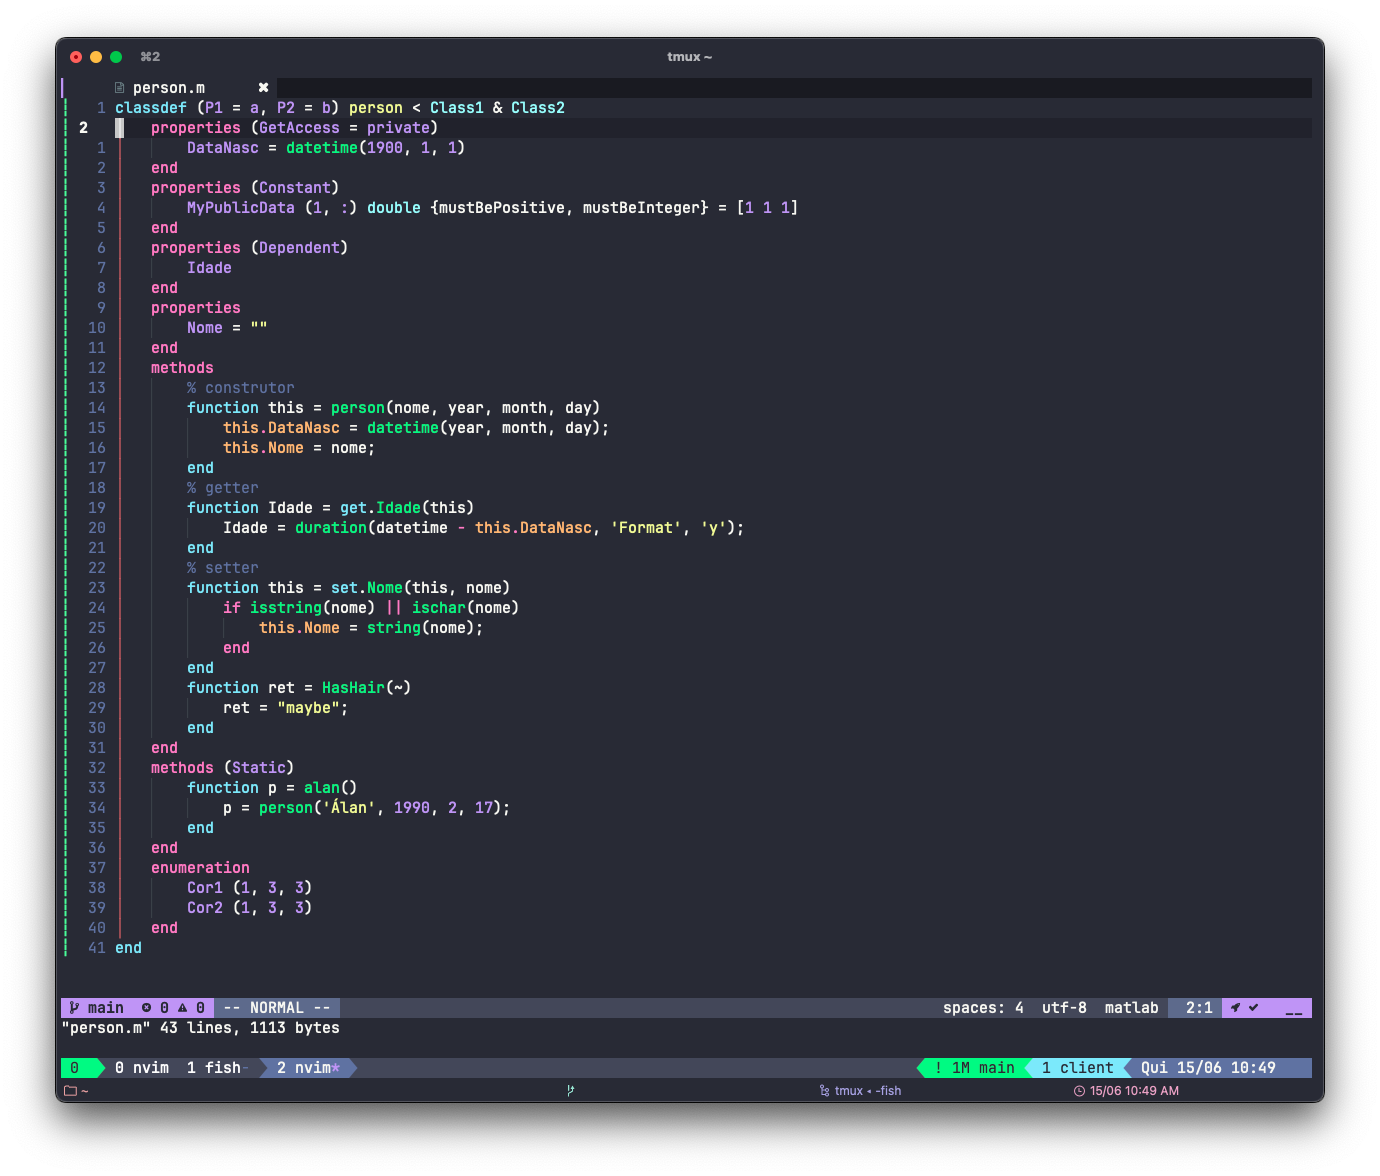 ⌘2 tmux ~
person.m ✖
1 classdef (P1 = a, P2 = b) person < Class1 & Class2
2 properties (GetAccess = private)
1 DataNasc = datetime(1900, 1, 1)
2 end
3 properties (Constant)
4 MyPublicData (1, :) double {mustBePositive, mustBeInteger} = [1 1 1]
5 end
6 properties (Dependent)
7 Idade
8 end
9 properties
10 Nome = ""
11 end
12 methods
13 % construtor
14 function this = person(nome, year, month, day)
15 this.DataNasc = datetime(year, month, day);
16 this.Nome = nome;
17 end
18 % getter
19 function Idade = get.Idade(this)
20 Idade = duration(datetime - this.DataNasc, 'Format', 'y');
21 end
22 % setter
23 function this = set.Nome(this, nome)
24 if isstring(nome) || ischar(nome)
25 this.Nome = string(nome);
26 end
27 end
28 function ret = HasHair(~)
29 ret = "maybe";
30 end
31 end
32 methods (Static)
33 function p = alan()
34 p = person('Álan', 1990, 2, 17);
35 end
36 end
37 enumeration
38 Cor1 (1, 3, 3)
39 Cor2 (1, 3, 3)
40 end
41 end
main 0 0 -- NORMAL -- spaces: 4 utf-8 matlab 2:1 __
"person.m" 43 lines, 1113 bytes
0 0 nvim 1 fish- 2 nvim* ! 1M main 1 client Qui 15/06 10:49
~ tmux ◂ -fish 15/06 10:49 AM